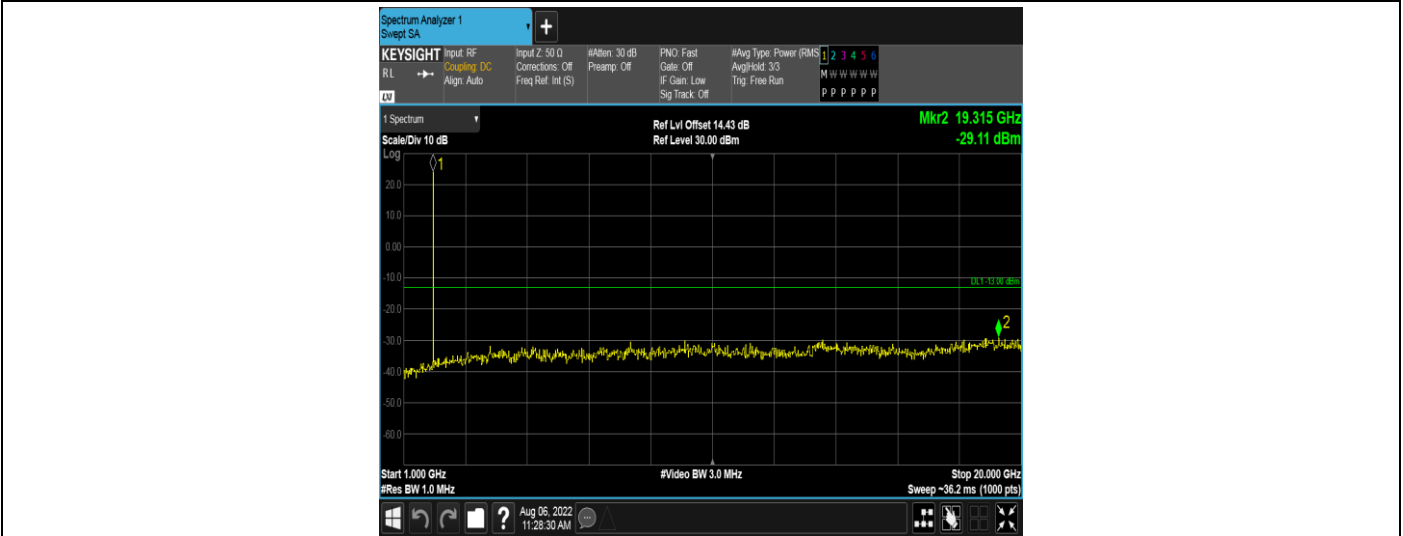 Spectrum Analyzer 1
Swept SA
+
KEYSIGHT
RL
LXI
Input: RF
Coupling: DC
Align: Auto
Input Z: 50 Ω
Corrections: Off
Freq Ref: Int (S)
#Atten: 30 dB
Preamp: Off
PNO: Fast
Gate: Off
IF Gain: Low
Sig Track: Off
#Avg Type: Power (RMS
Avg|Hold: 3/3
Trig: Free Run
1 2 3 4 5 6
M W W W W W
P P P P P P
1 Spectrum
Scale/Div 10 dB
Ref Lvl Offset 14.43 dB
Ref Level 30.00 dBm
Mkr2 19.315 GHz
-29.11 dBm
Log
1
20.0
10.0
0.00
-10.0
DL1 -13.00 dBm
-20.0
2
-30.0
-40.0
-50.0
-60.0
Start 1.000 GHz
#Video BW 3.0 MHz
Stop 20.000 GHz
#Res BW 1.0 MHz
Sweep ~36.2 ms (1000 pts)
?
Aug 06, 2022
11:28:30 AM